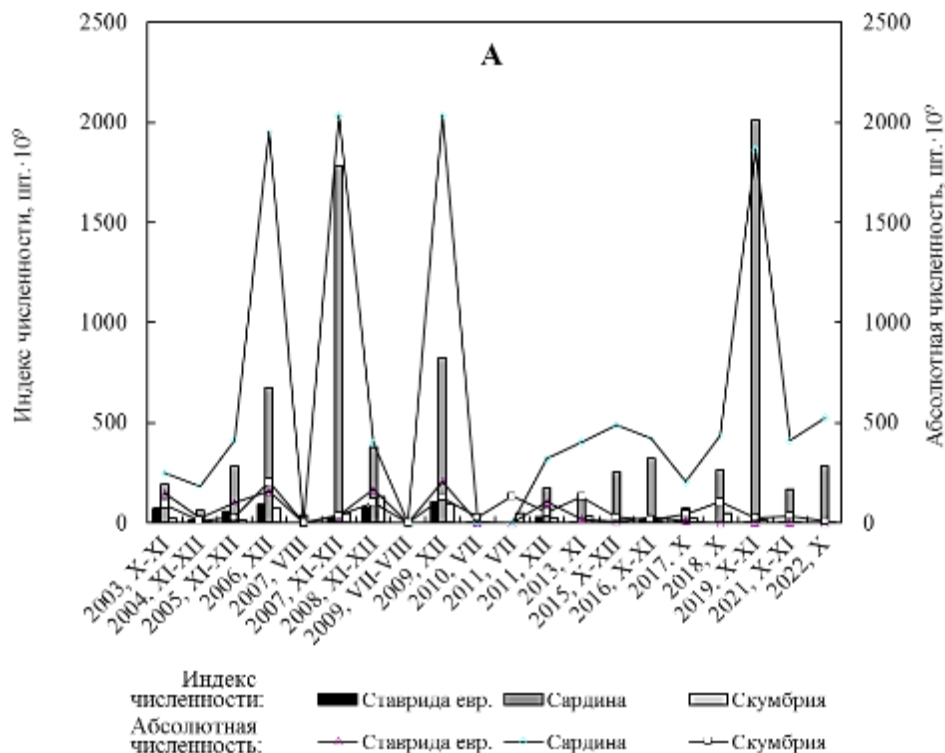 А
Индекс численности, шт.·10⁹
2500
2000
1500
1000
500
0
2500
2000
1500
1000
500
0
Абсолютная численность, шт.·10⁹
2003, X-XI
2004, XI-XII
2005, XI-XII
2006, XII
2007, VIII
2007, XI-XII
2008, XI-XII
2009, VII-VIII
2009, XII
2010, VII
2011, VII
2011, XII
2013, XI
2015, X-XII
2016, X-XI
2017, X
2018, X
2019, X-XI
2021, X-XI
2022, X
Индекс
численности:
Ставрида евр.
Сардина
Скумбрия
Абсолютная
численность:
Ставрида евр.
Сардина
Скумбрия